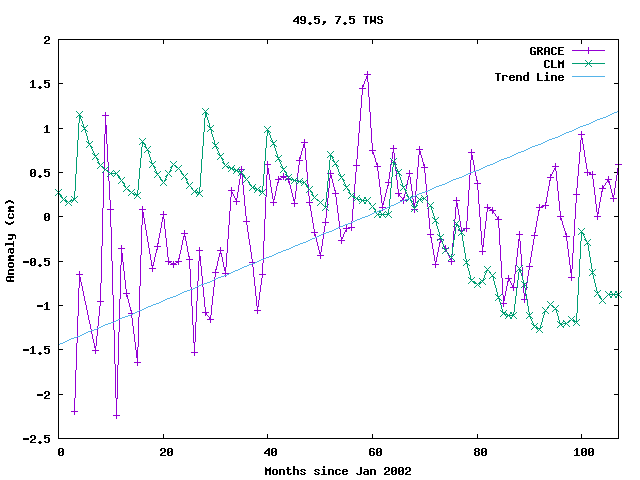 49.5, 7.5 TWS
GRACE
CLM
Trend Line
2
1.5
1
0.5
0
-0.5
-1
-1.5
-2
-2.5
Anomaly (cm)
0 20 40 60 80 100
Months since Jan 2002